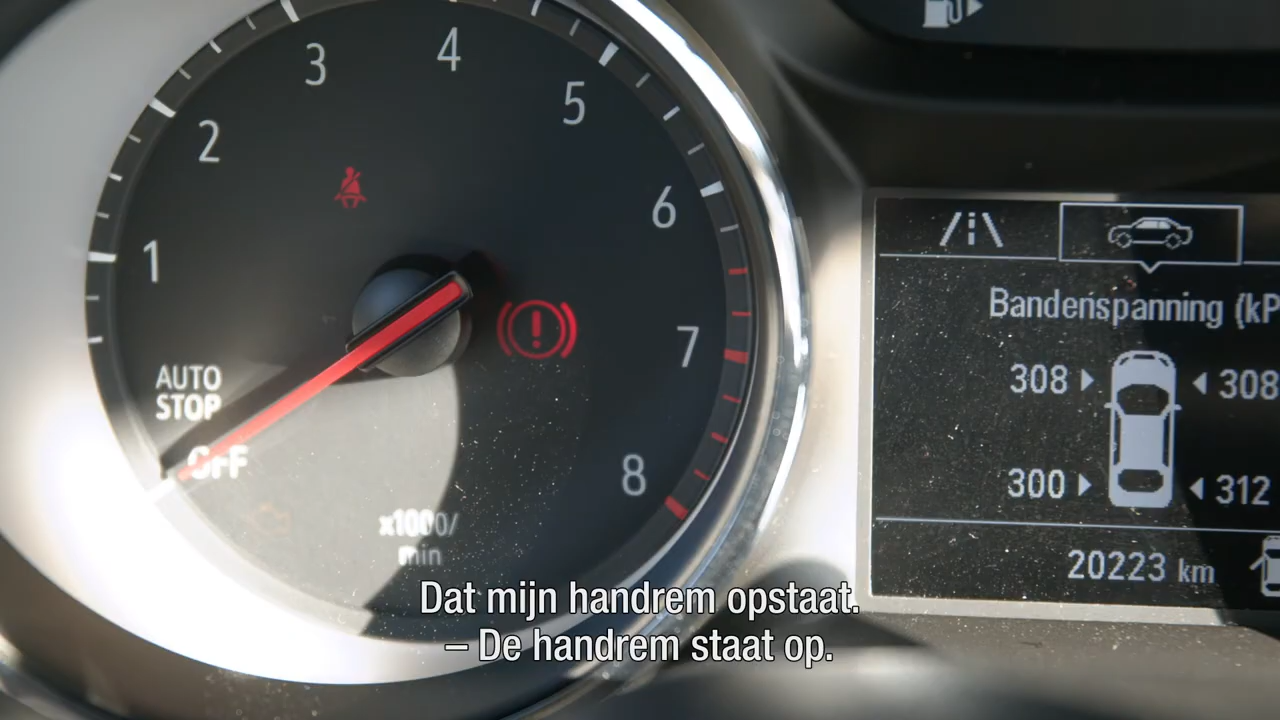 3
4
5
2
6
1
7
8
AUTO
STOP
OFF
x1000/
min
Bandenspanning (kP
308 308
300 312
20223 km
Dat mijn handrem opstaat.
– De handrem staat op.